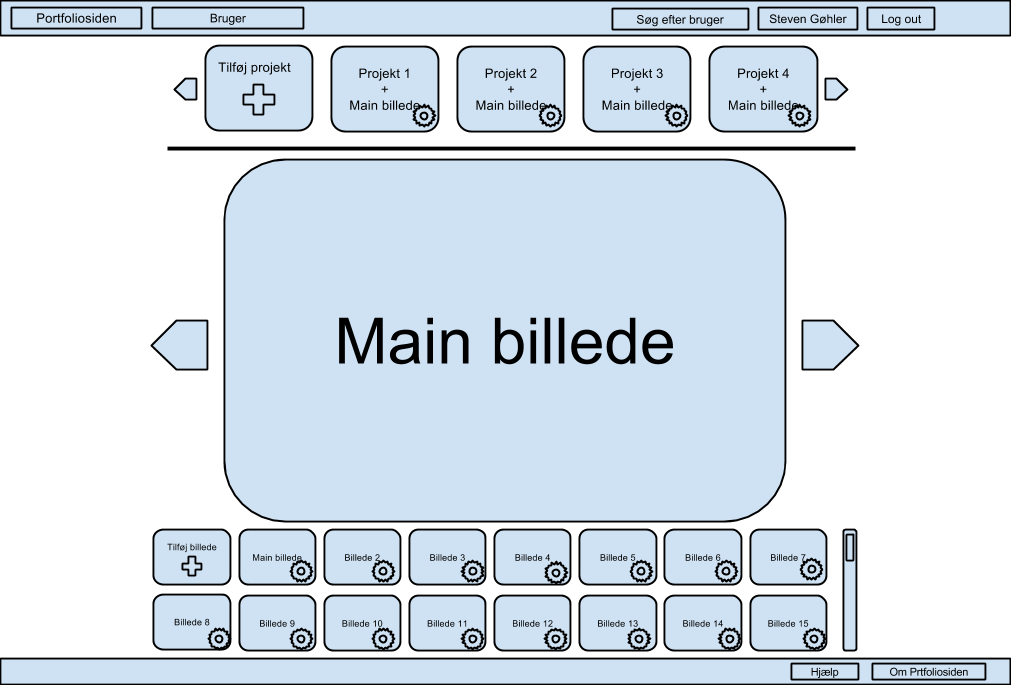 Portfoliosiden
Bruger
Søg efter bruger
Steven Gøhler
Log out
Tilføj projekt
Projekt 1
+
Main billede
Projekt 2
+
Main billede
Projekt 3
+
Main billede
Projekt 4
+
Main billede
Main billede
Tilføj billede
Main billede
Billede 2
Billede 3
Billede 4
Billede 5
Billede 6
Billede 7
Billede 8
Billede 9
Billede 10
Billede 11
Billede 12
Billede 13
Billede 14
Billede 15
Hjælp
Om Prtfoliosiden